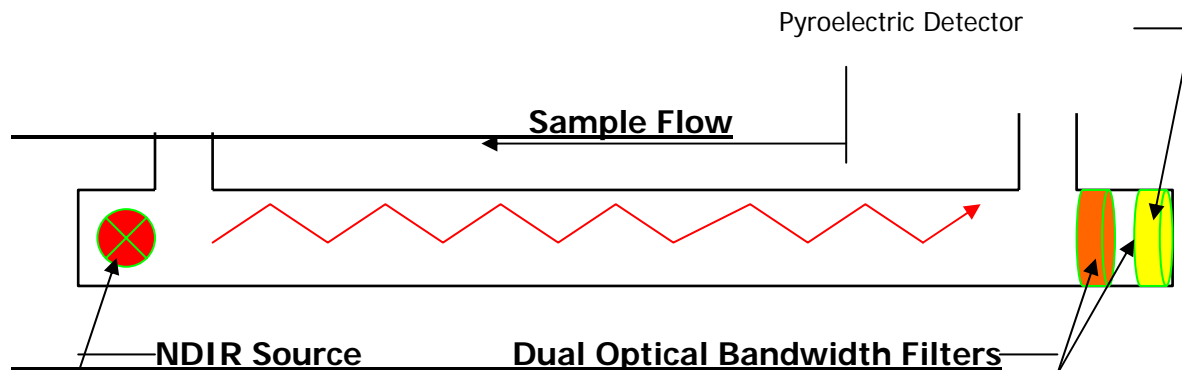 Pyroelectric Detector
Sample Flow
NDIR Source
Dual Optical Bandwidth Filters